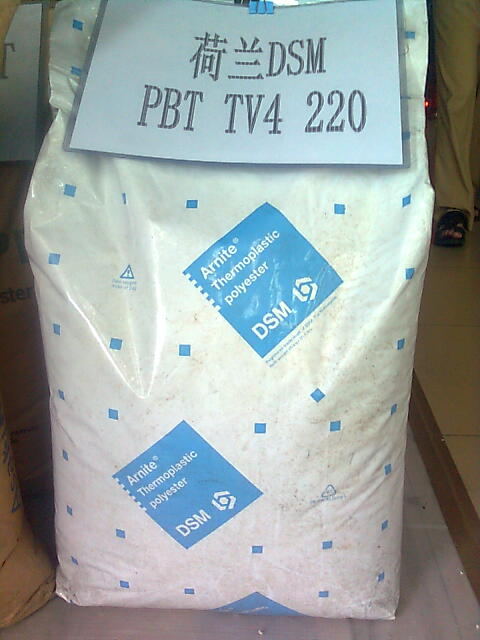 荷兰DSM
PBT TV4 220
Arnite®
Thermoplastic
polyester
DSM
Arnite®
Thermoplastic
polyester
DSM